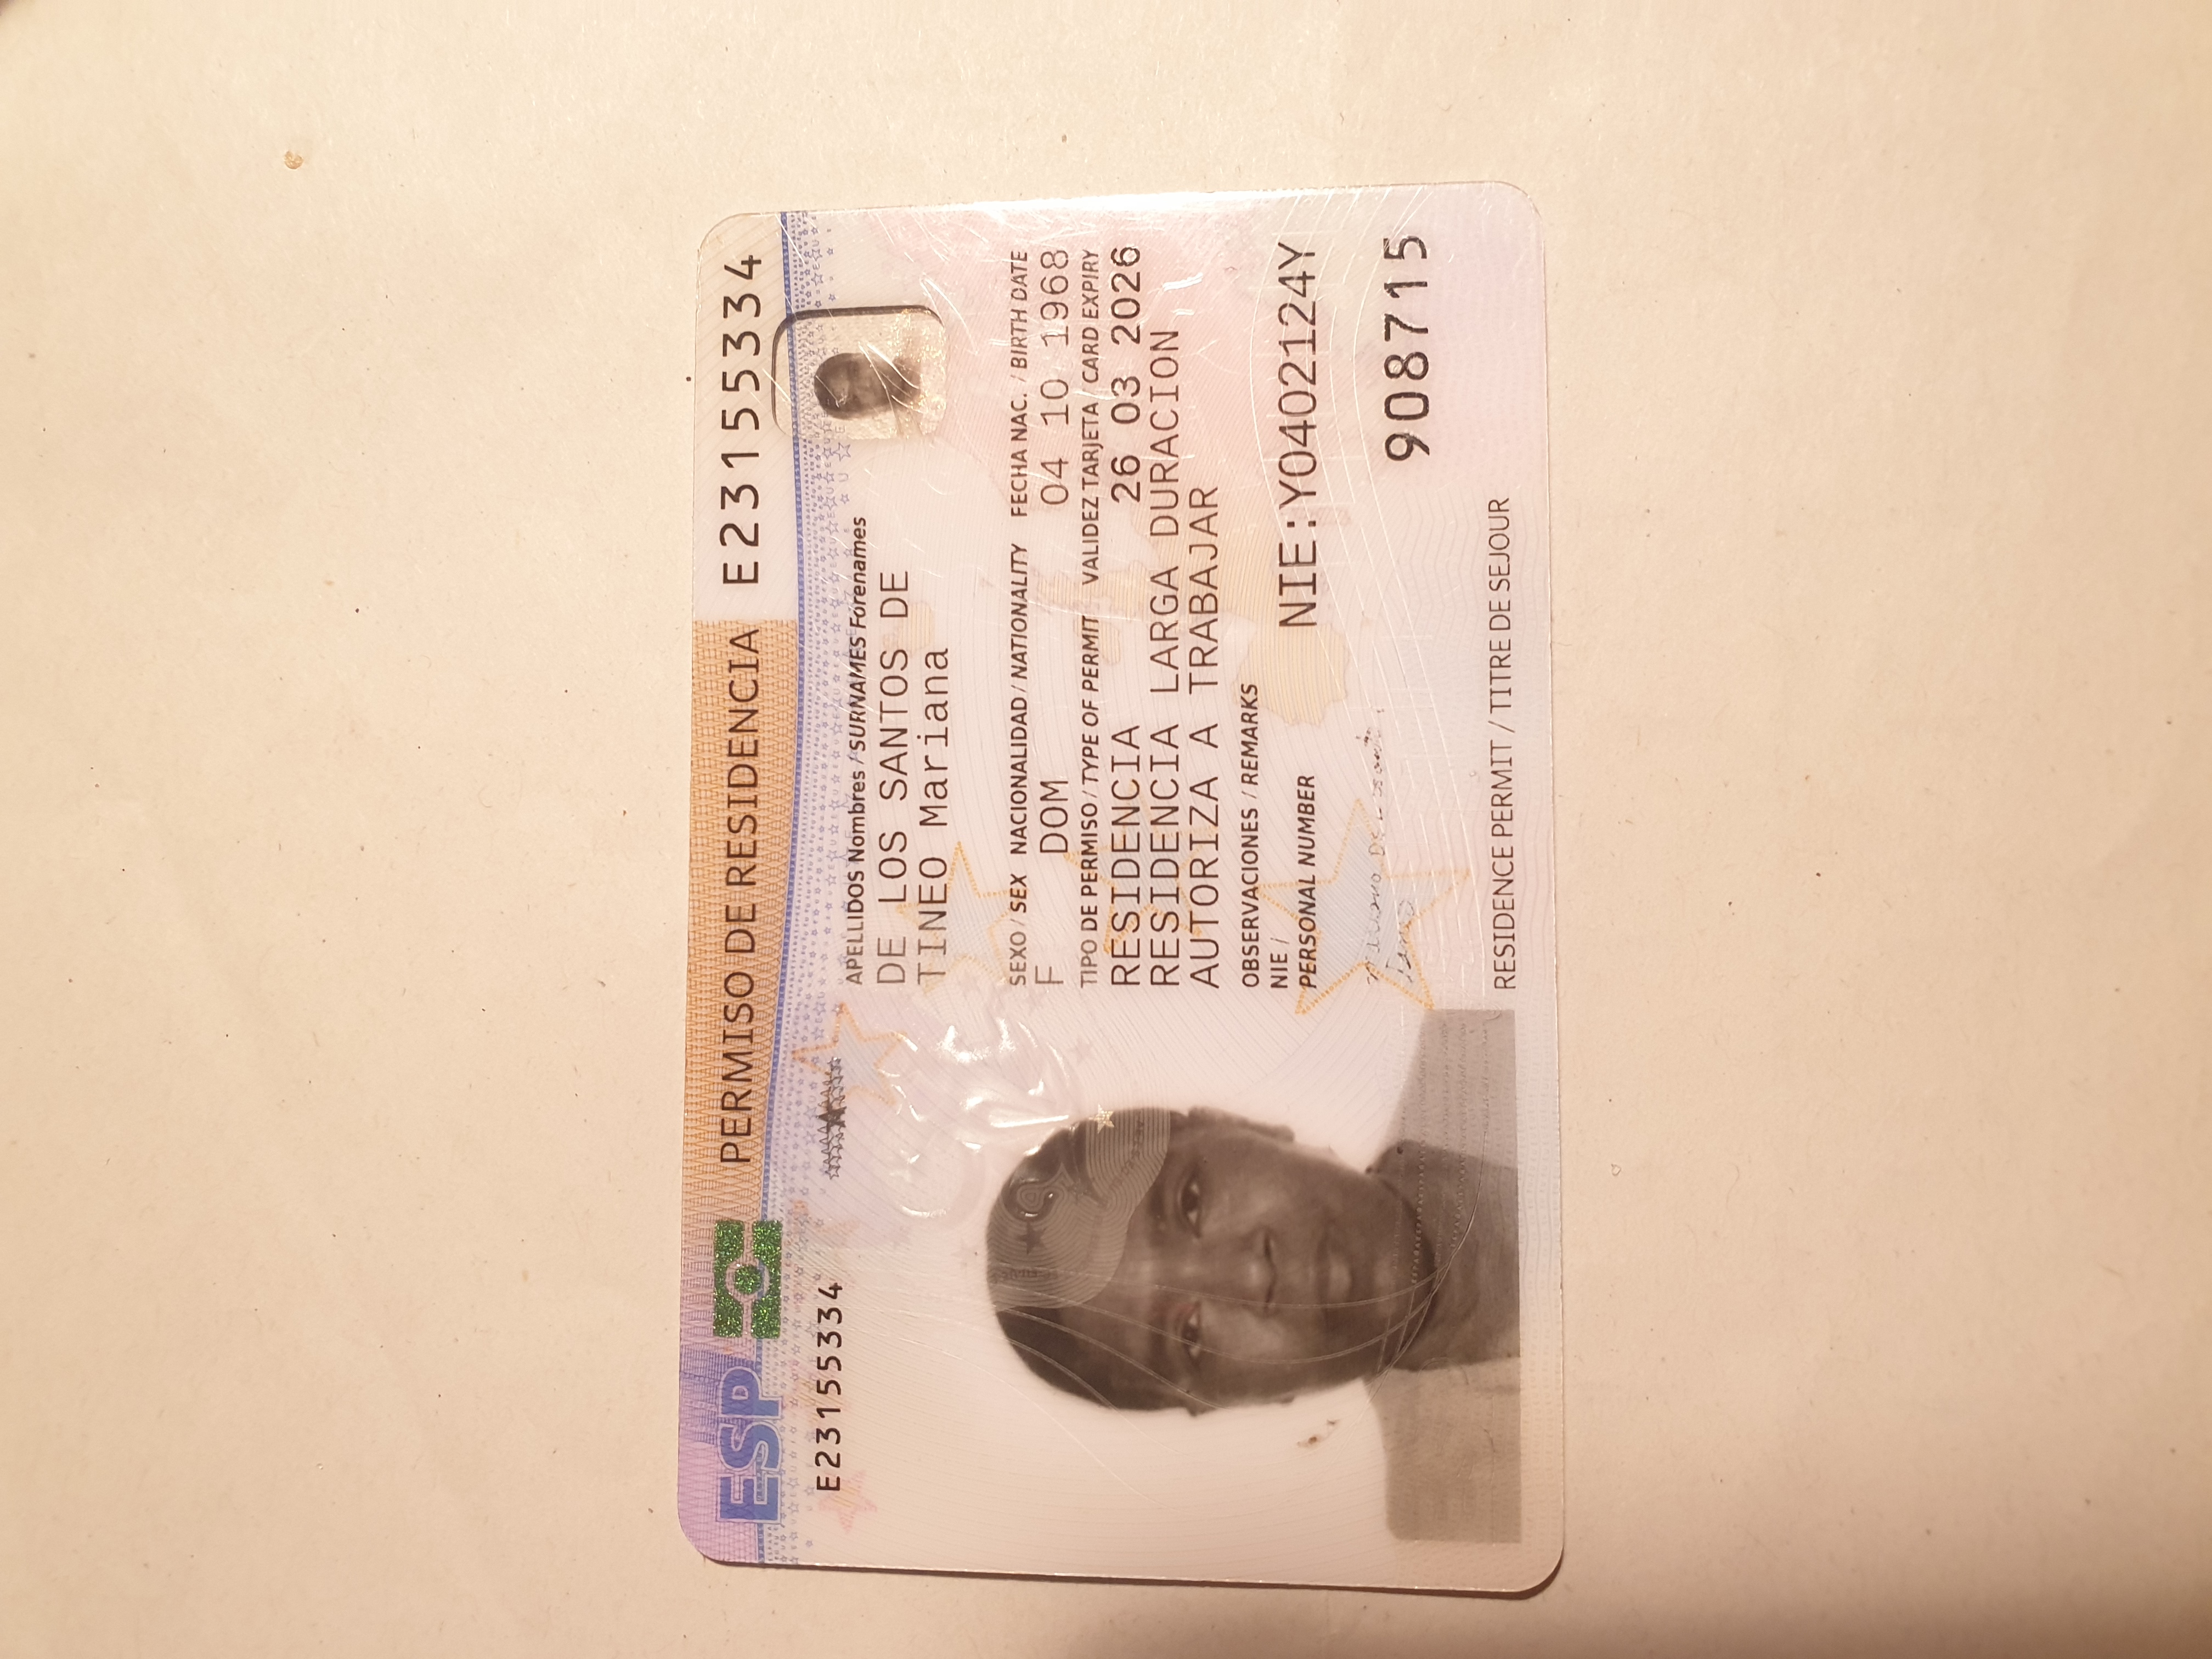 ESP
PERMISO DE RESIDENCIA
E23155334
E23155334
APELLIDOS Nombres / SURNAMES Forenames
DE LOS SANTOS DE
TINEO Mariana
SEXO / SEX NACIONALIDAD / NATIONALITY FECHA NAC. / BIRTH DATE
F DOM 04 10 1968
TIPO DE PERMISO / TYPE OF PERMIT VALIDEZ TARJETA / CARD EXPIRY
RESIDENCIA 26 03 2026
RESIDENCIA LARGA DURACION
AUTORIZA A TRABAJAR
OBSERVACIONES / REMARKS
NIE /
PERSONAL NUMBER
NIE:Y0402124Y
908715
RESIDENCE PERMIT / TITRE DE SEJOUR